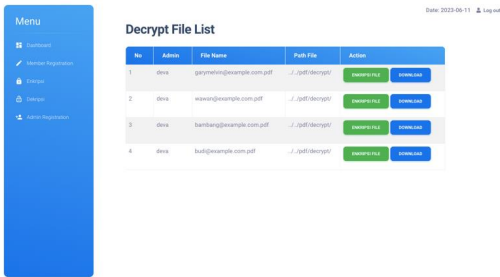 Date: 2023-06-11 Log out
Menu
Dashboard
Member Registration
Enkripsi
Dekripsi
Admin Registration
Decrypt File List
No Admin File Name Path File Action
1 deva garymelvin@example.com.pdf ../../pdf/decrypt/ ENKRIPSI FILE DOWNLOAD
2 deva wawan@example.com.pdf ../../pdf/decrypt/ ENKRIPSI FILE DOWNLOAD
3 deva bambang@example.com.pdf ../../pdf/decrypt/ ENKRIPSI FILE DOWNLOAD
4 deva budi@example.com.pdf ../../pdf/decrypt/ ENKRIPSI FILE DOWNLOAD